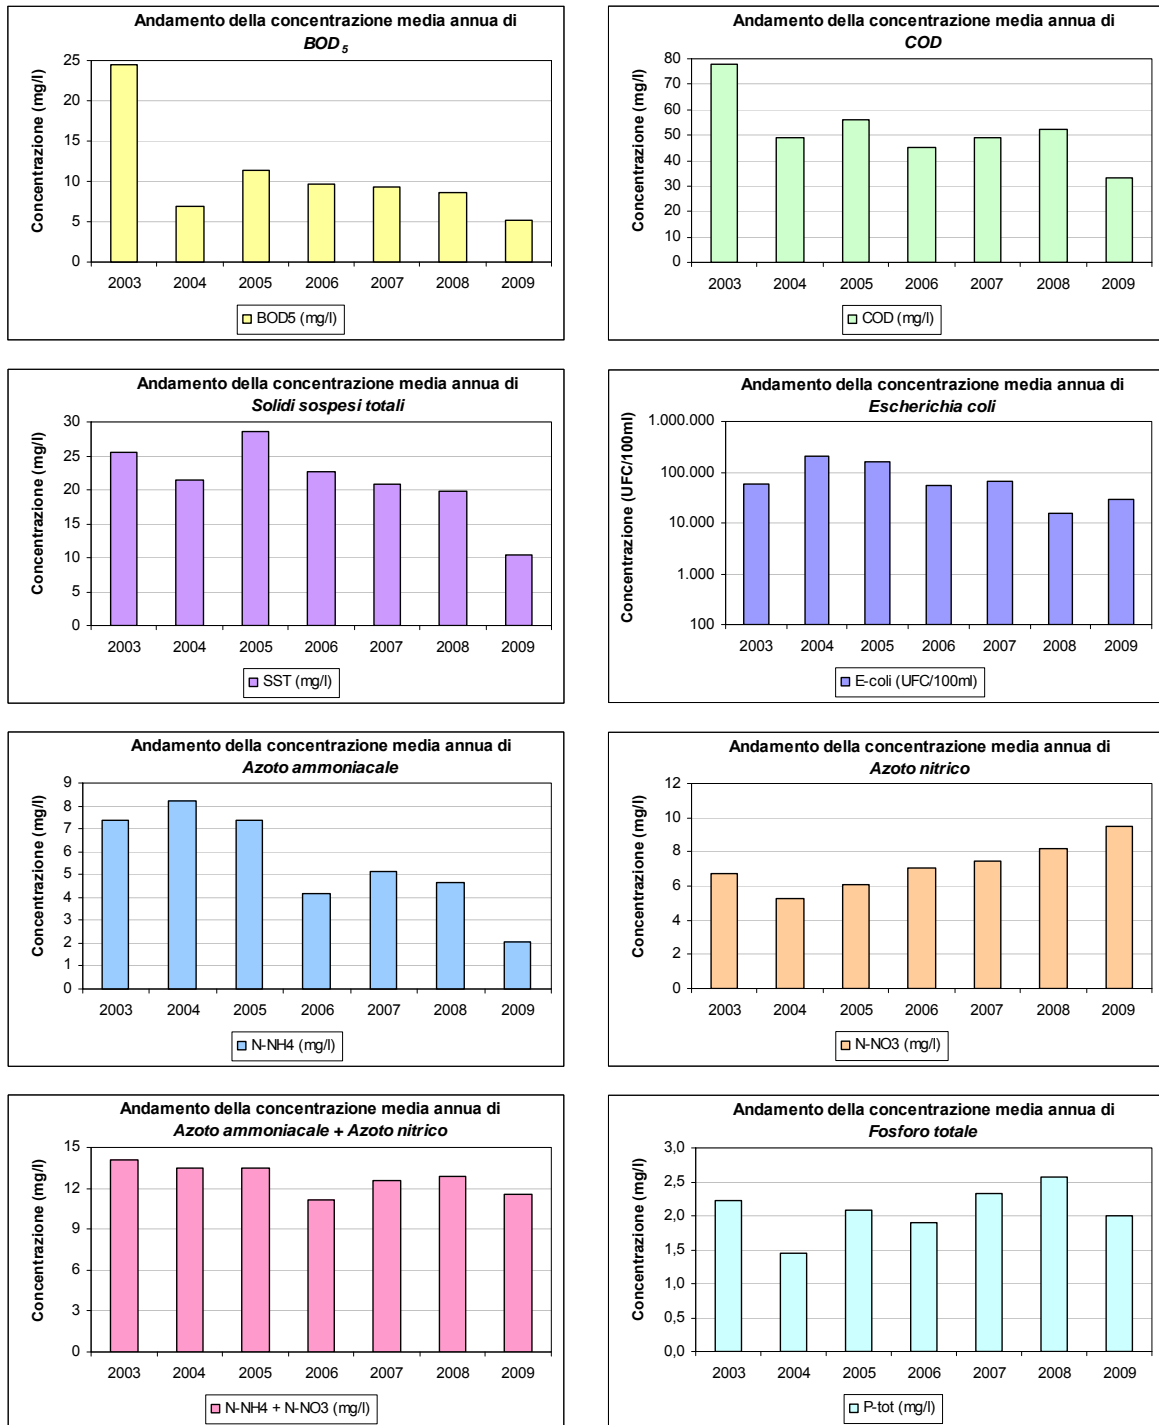 Andamento della concentrazione media annua di
BOD5
Concentrazione (mg/l)
25
20
15
10
5
0
2003 2004 2005 2006 2007 2008 2009
BOD5 (mg/l)
Andamento della concentrazione media annua di
COD
Concentrazione (mg/l)
80
70
60
50
40
30
20
10
0
2003 2004 2005 2006 2007 2008 2009
COD (mg/l)
Andamento della concentrazione media annua di
Solidi sospesi totali
Concentrazione (mg/l)
30
25
20
15
10
5
0
2003 2004 2005 2006 2007 2008 2009
SST (mg/l)
Andamento della concentrazione media annua di
Escherichia coli
Concentrazione (UFC/100ml)
1.000.000
100.000
10.000
1.000
100
2003 2004 2005 2006 2007 2008 2009
E-coli (UFC/100ml)
Andamento della concentrazione media annua di
Azoto ammoniacale
Concentrazione (mg/l)
9
8
7
6
5
4
3
2
1
0
2003 2004 2005 2006 2007 2008 2009
N-NH4 (mg/l)
Andamento della concentrazione media annua di
Azoto nitrico
Concentrazione (mg/l)
12
10
8
6
4
2
0
2003 2004 2005 2006 2007 2008 2009
N-NO3 (mg/l)
Andamento della concentrazione media annua di
Azoto ammoniacale + Azoto nitrico
Concentrazione (mg/l)
15
12
9
6
3
0
2003 2004 2005 2006 2007 2008 2009
N-NH4 + N-NO3 (mg/l)
Andamento della concentrazione media annua di
Fosforo totale
Concentrazione (mg/l)
3,0
2,5
2,0
1,5
1,0
0,5
0,0
2003 2004 2005 2006 2007 2008 2009
P-tot (mg/l)